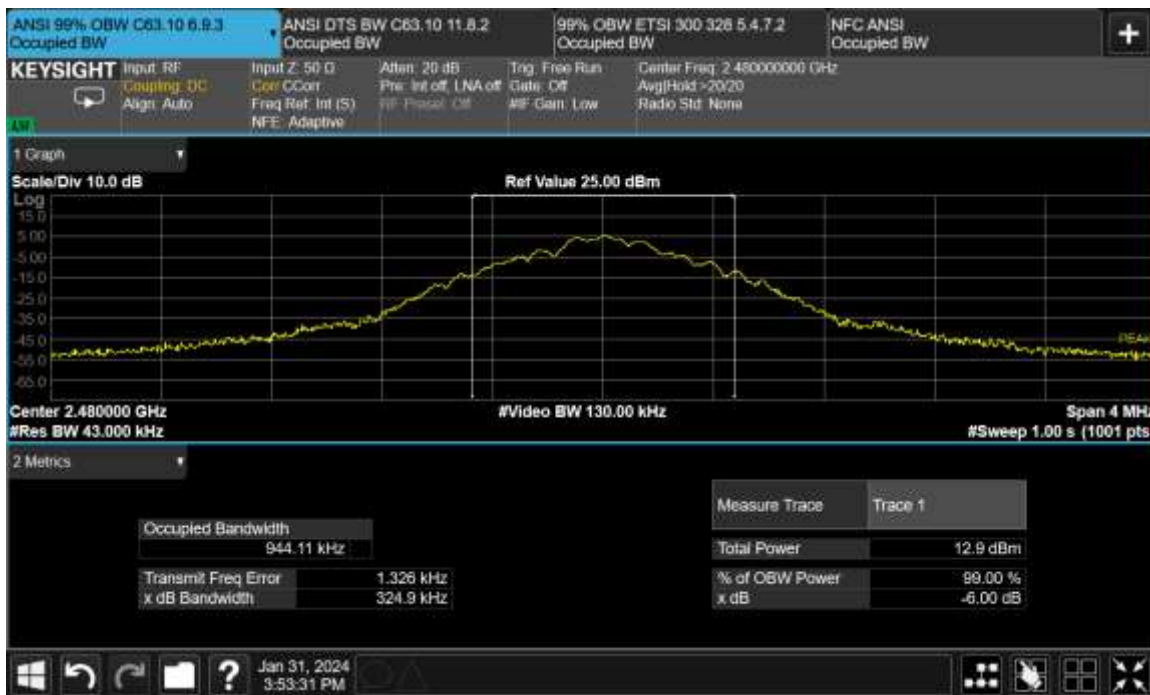 ANSI 99% OBW C63.10 6.9.3
Occupied BW
ANSI DTS BW C63.10 11.8.2
Occupied BW
99% OBW ETSI 300 328 5.4.7.2
Occupied BW
NFC ANSI
Occupied BW
+
KEYSIGHT
Input: RF
Coupling: DC
Align: Auto
Input Z: 50 Ω
Corr CCorr
Freq Ref: Int (S)
NFE: Adaptive
Atten: 20 dB
Pre: Int off, LNA off
Trig: Free Run
Gate: Off
#IF Gain: Low
Center Freq: 2.480000000 GHz
Avg|Hold:>20/20
Radio Std: None
1 Graph
Scale/Div 10.0 dB
Ref Value 25.00 dBm
Log
15.0
5.00
-5.00
-15.0
-25.0
-35.0
-45.0
-55.0
-65.0
Center 2.480000 GHz
#Video BW 130.00 kHz
Span 4 MHz
#Res BW 43.000 kHz
#Sweep 1.00 s (1001 pts
2 Metrics
Measure Trace
Trace 1
Occupied Bandwidth
944.11 kHz
Total Power
12.9 dBm
Transmit Freq Error
1.326 kHz
% of OBW Power
99.00 %
x dB Bandwidth
324.9 kHz
x dB
-6.00 dB
?
Jan 31, 2024
3:53:31 PM